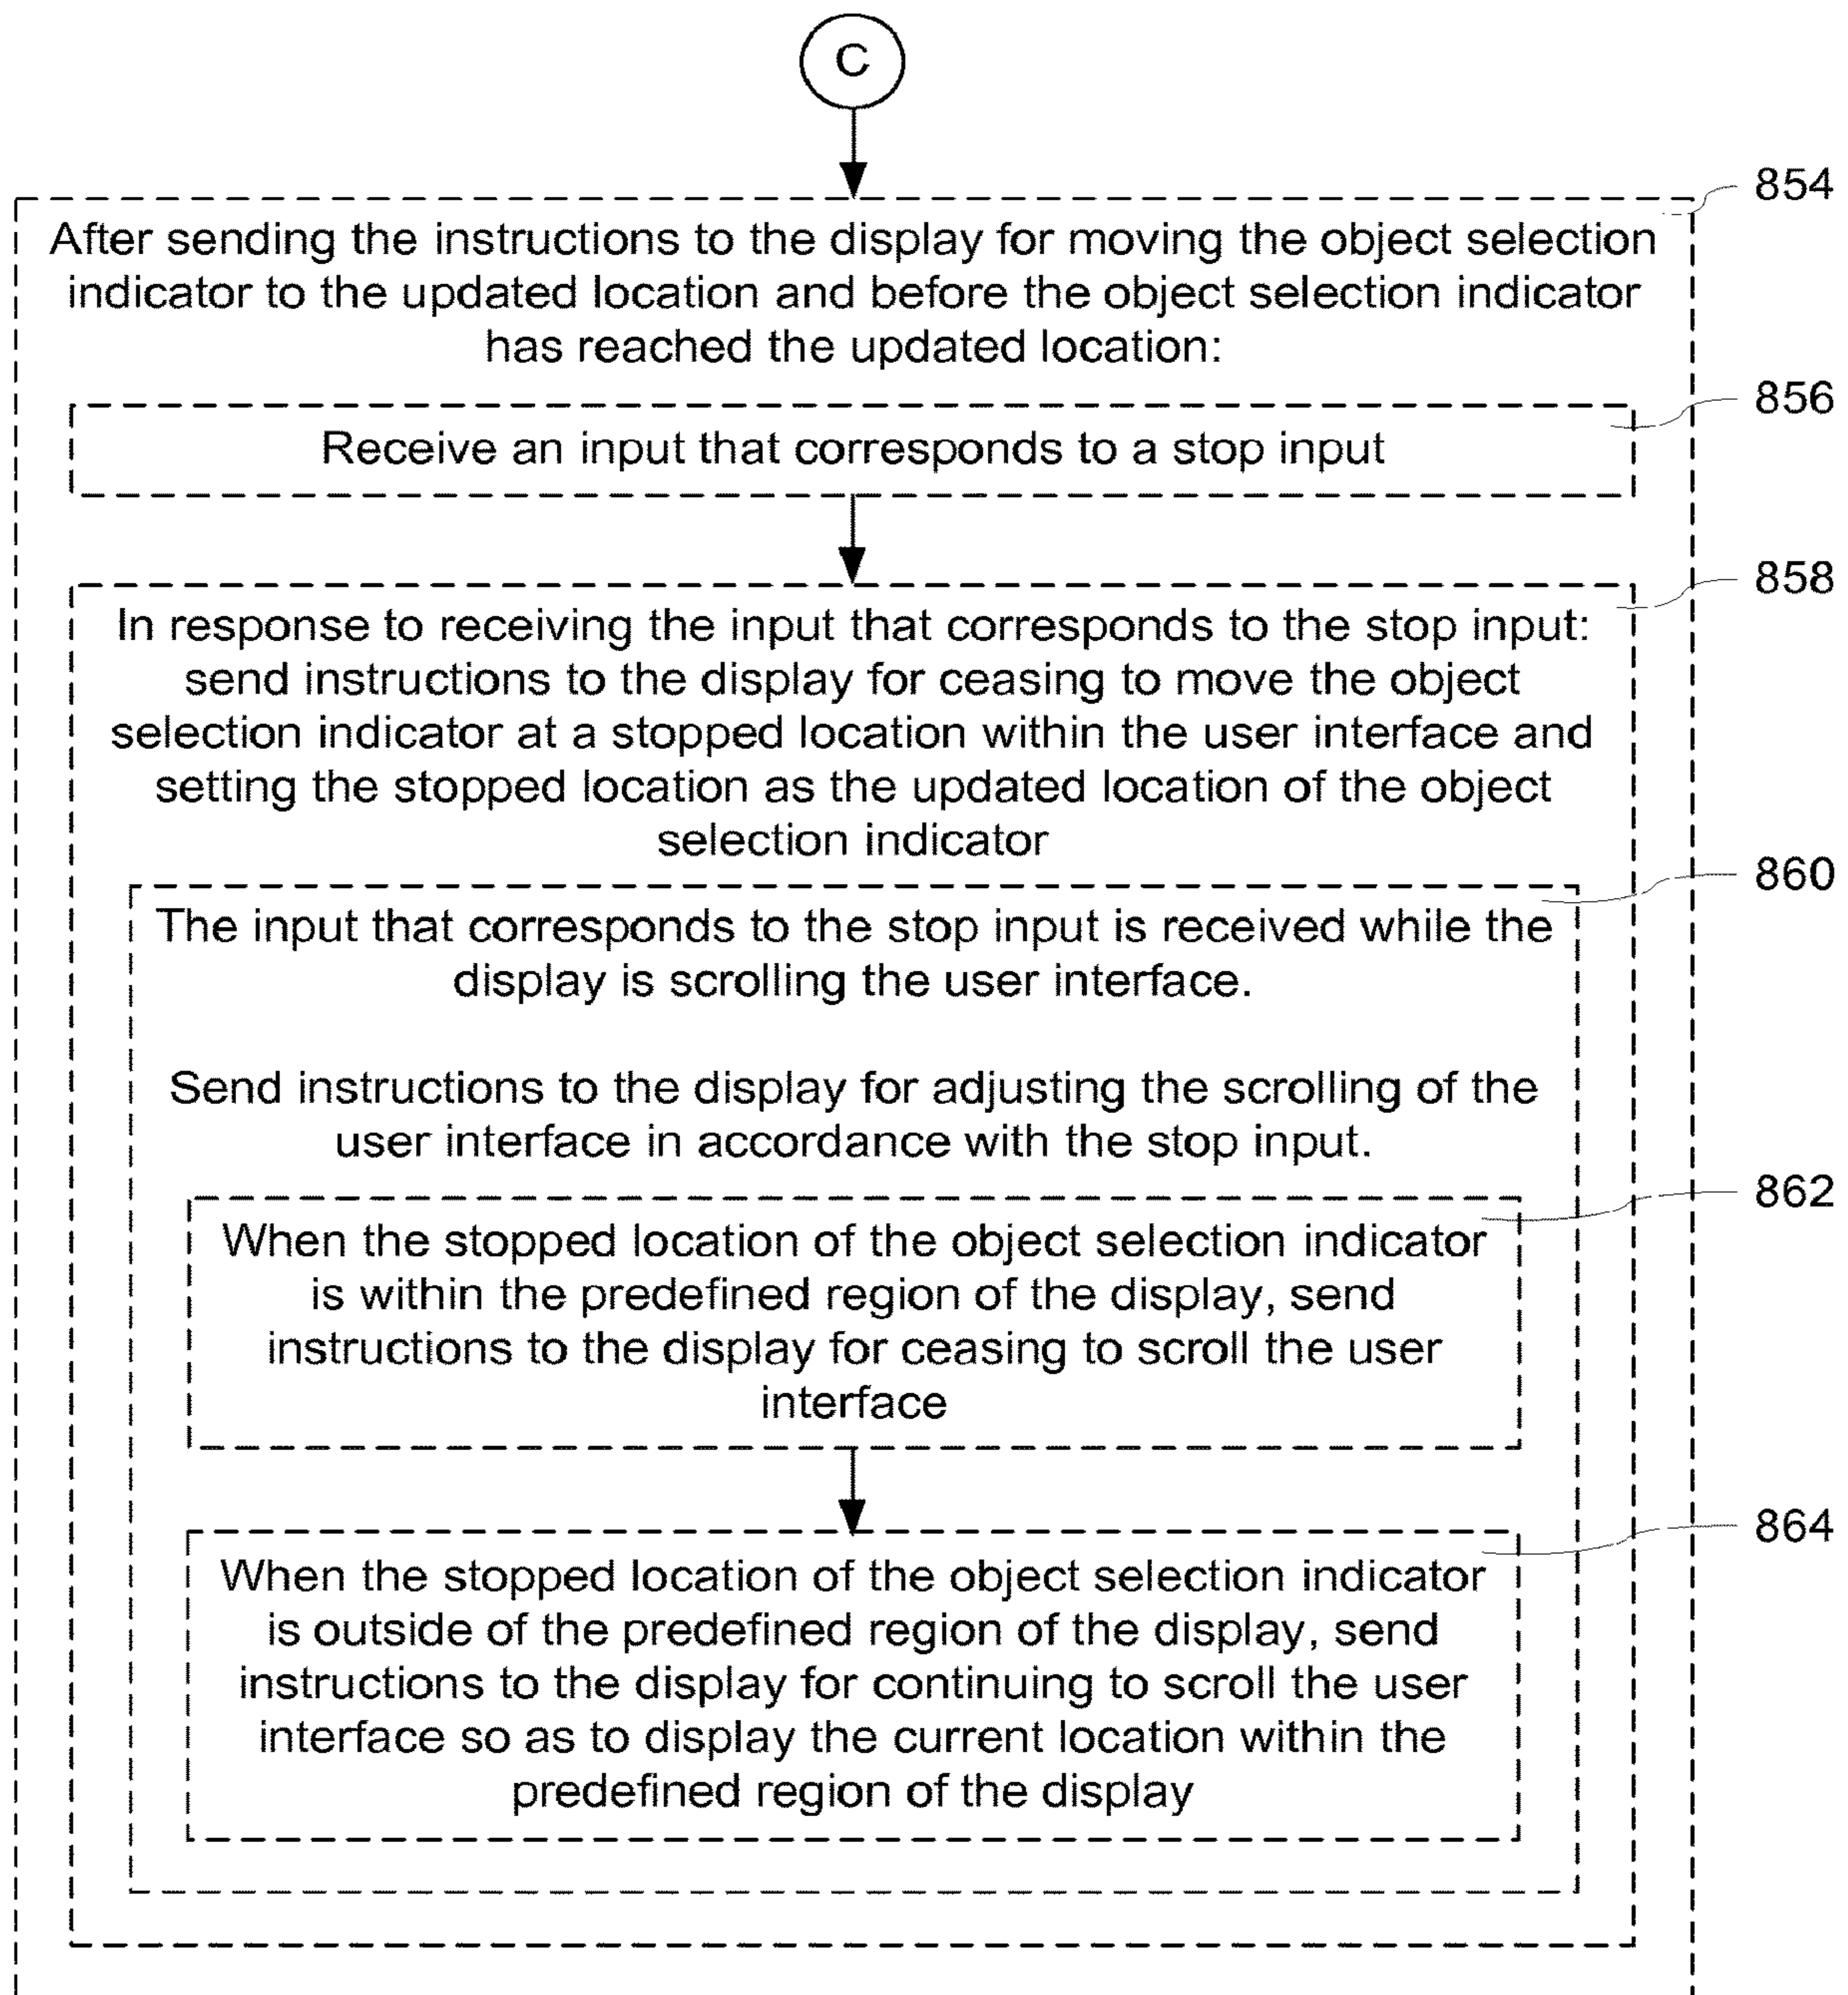 C
854
After sending the instructions to the display for moving the object selection
indicator to the updated location and before the object selection indicator
has reached the updated location:
856
Receive an input that corresponds to a stop input
858
In response to receiving the input that corresponds to the stop input:
send instructions to the display for ceasing to move the object
selection indicator at a stopped location within the user interface and
setting the stopped location as the updated location of the object
selection indicator
860
The input that corresponds to the stop input is received while the
display is scrolling the user interface.
Send instructions to the display for adjusting the scrolling of the
user interface in accordance with the stop input.
862
When the stopped location of the object selection indicator
is within the predefined region of the display, send
instructions to the display for ceasing to scroll the user
interface
864
When the stopped location of the object selection indicator
is outside of the predefined region of the display, send
instructions to the display for continuing to scroll the user
interface so as to display the current location within the
predefined region of the display